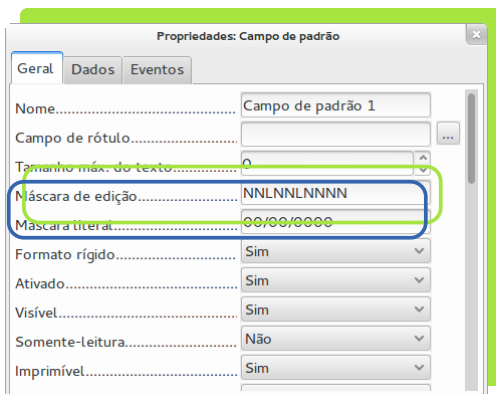 Propriedades: Campo de padrão
Geral Dados Eventos
Nome.......................................... Campo de padrão 1
Campo de rótulo........................... ...
Tamanho máx. do texto............... 0
Máscara de edição....................... NNLNNLNNNN
Máscara literal............................. 00/00/0000
Formato rígido............................. Sim
Ativado........................................ Sim
Visível.......................................... Sim
Somente-leitura.......................... Não
Imprimível................................... Sim